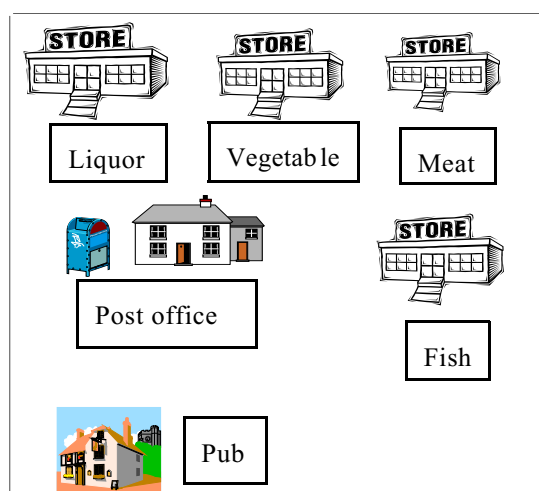 STORE
STORE
STORE
Liquor
Vegetable
Meat
STORE
Post office
Fish
Pub